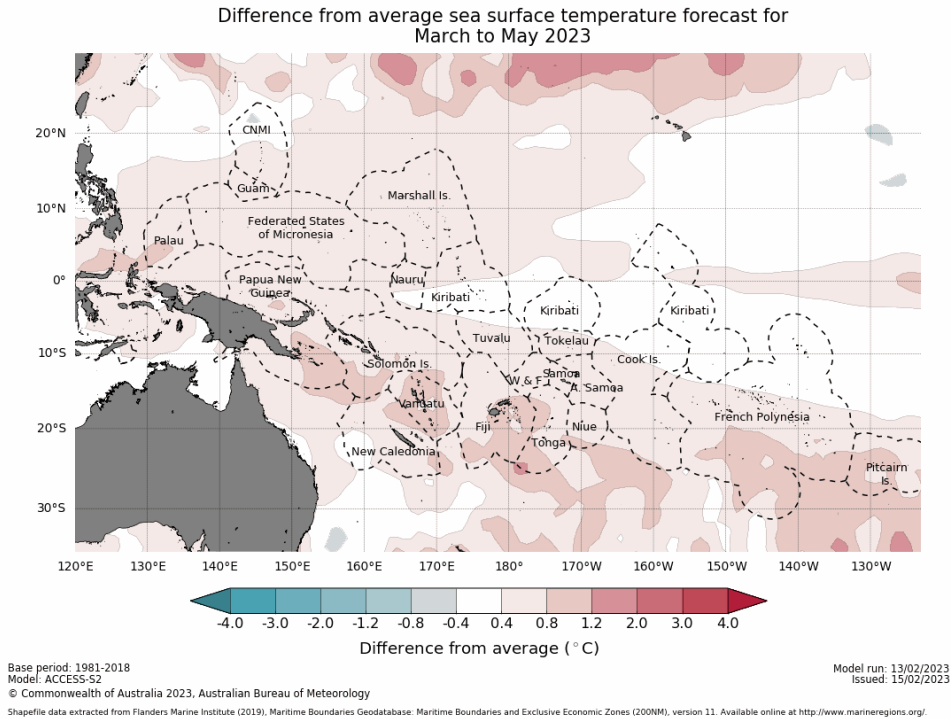 Difference from average sea surface temperature forecast for
March to May 2023
20°N
10°N
0°
10°S
20°S
30°S
CNMI
Guam
Marshall Is.
Federated States
of Micronesia
Palau
Papua New
Guinea
Nauru
Kiribati
Kiribati
Kiribati
Tuvalu
Tokelau
Solomon Is.
Cook Is.
Samoa
W & F
A. Samoa
Vanuatu
French Polynesia
Fiji
Niue
Tonga
New Caledonia
Pitcairn
Is.
120°E 130°E 140°E 150°E 160°E 170°E 180° 170°W 160°W 150°W 140°W 130°W
-4.0 -3.0 -2.0 -1.2 -0.8 -0.4 0.4 0.8 1.2 2.0 3.0 4.0
Difference from average (°C)
Base period: 1981-2018
Model: ACCESS-S2
© Commonwealth of Australia 2023, Australian Bureau of Meteorology
Model run: 13/02/2023
Issued: 15/02/2023
Shapefile data extracted from Flanders Marine Institute (2019), Maritime Boundaries Geodatabase: Maritime Boundaries and Exclusive Economic Zones (200NM), version 11. Available online at http://www.marineregions.org/.